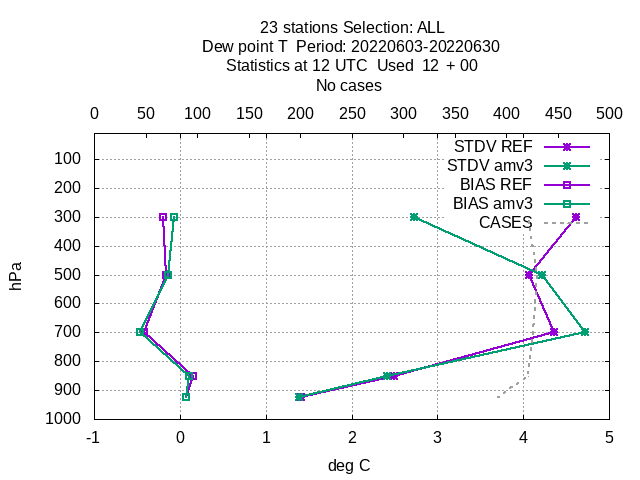 23 stations Selection: ALL
Dew point T  Period: 20220603-20220630
Statistics at 12 UTC  Used  12  + 00
No cases
0 50 100 150 200 250 300 350 400 450 500
STDV REF
STDV amv3
BIAS REF
BIAS amv3
CASES
100
200
300
400
500
600
700
800
900
1000
hPa
-1 0 1 2 3 4 5
deg C